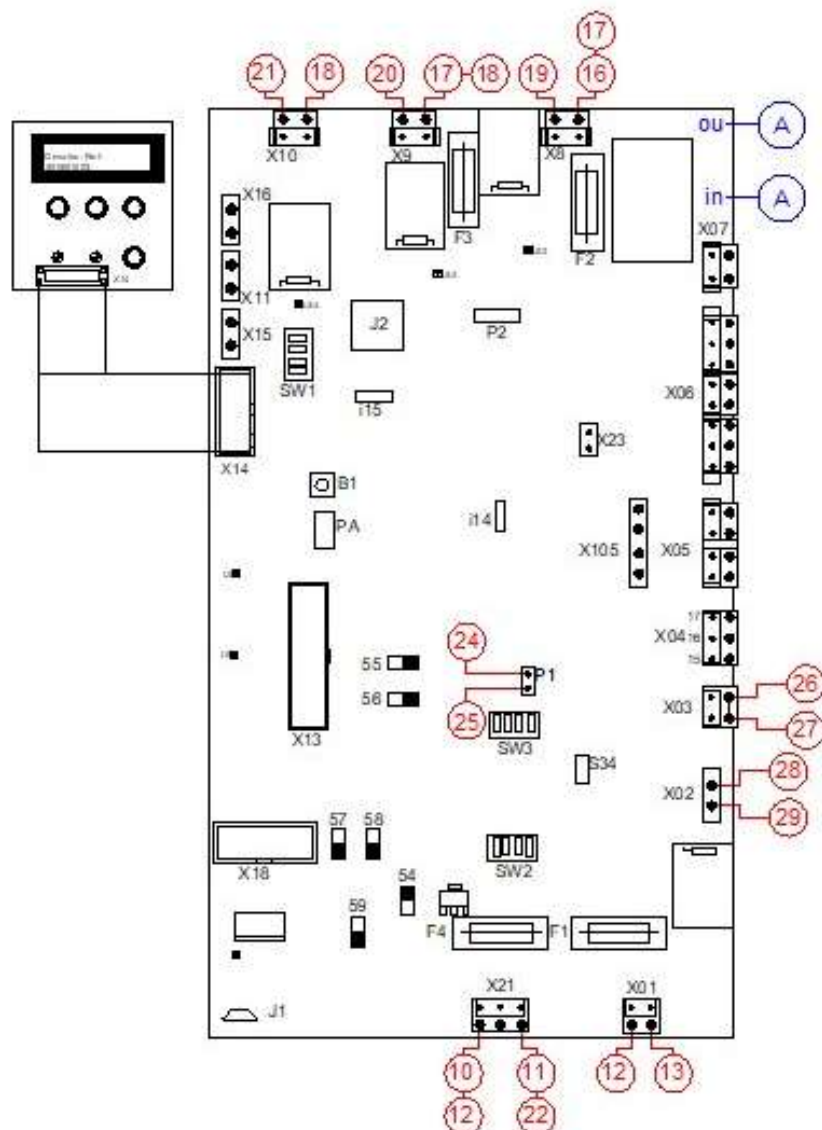 17
21 18 20 17 18 19 16
ou A
X10 X9 X8
in A
X16
F3 F2
X07
X11
J2 P2
X15
SW1
X06
i15
X23
X14
B1
PA i14 X105 X05
17
X04 16
15
24
55 P1
26
56 25 X03
27
X13 SW3
S34 28
X02
29
57 58
X18 SW2
54
59
F4 F1
X21 X01
J1
10 11 12 13
12 22